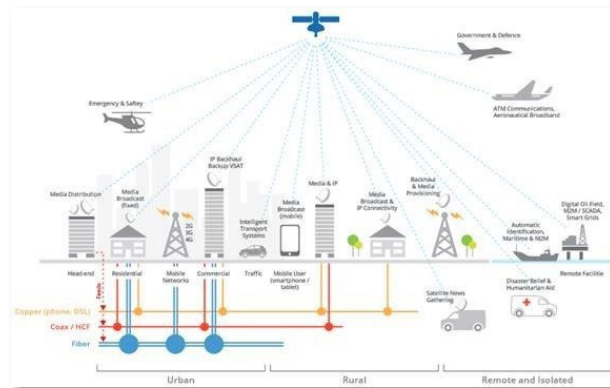 Government & Defence
ATM Communications,
Aeronautical Broadband
Emergency & Saftey
IP Backhaul
Backup VSAT
Media Distribution
Media
Broadcast
(fixed)
2G
3G
4G
Intelligent
Transport
Systems
Media
Broadcast
(mobile)
Media & IP
Media
Broadcast
& IP Connectivity
Backhaul
& Media
Provisioning
Automatic
Identification,
Maritime & M2M
Digital Oil Field,
M2M / SCADA,
Smart Grids
Head-end
Residential
Mobile
Networks
Commercial
Traffic
Mobile User
(smartphone /
tablet)
Satellite News
Gathering
Disaster Relief &
Humanitarian Aid
Remote Facilitie
Feeds
Copper (phone, DSL)
Coax / HCF
Fiber
Urban
Rural
Remote and Isolated